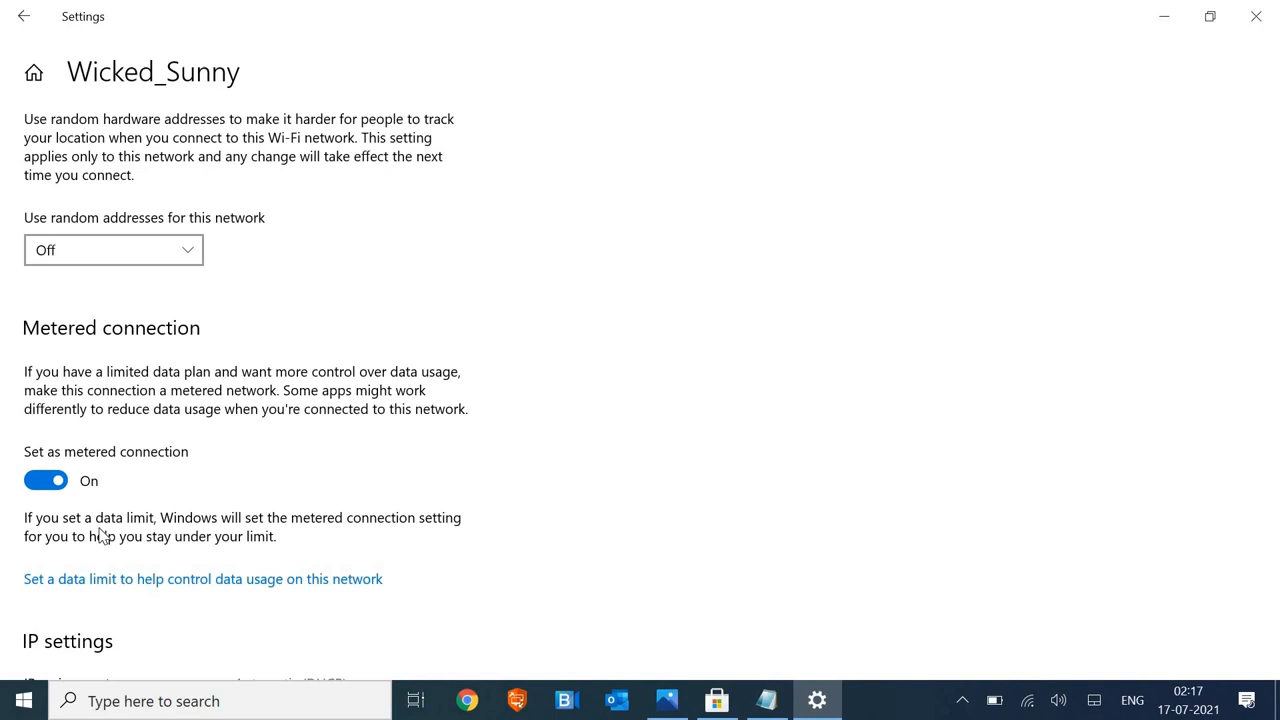 Settings
Wicked_Sunny
Use random hardware addresses to make it harder for people to track
your location when you connect to this Wi-Fi network. This setting
applies only to this network and any change will take effect the next
time you connect.
Use random addresses for this network
Off
Metered connection
If you have a limited data plan and want more control over data usage,
make this connection a metered network. Some apps might work
differently to reduce data usage when you're connected to this network.
Set as metered connection
On
If you set a data limit, Windows will set the metered connection setting
for you to help you stay under your limit.
Set a data limit to help control data usage on this network
IP settings
Type here to search
ENG
02:17
17-07-2021